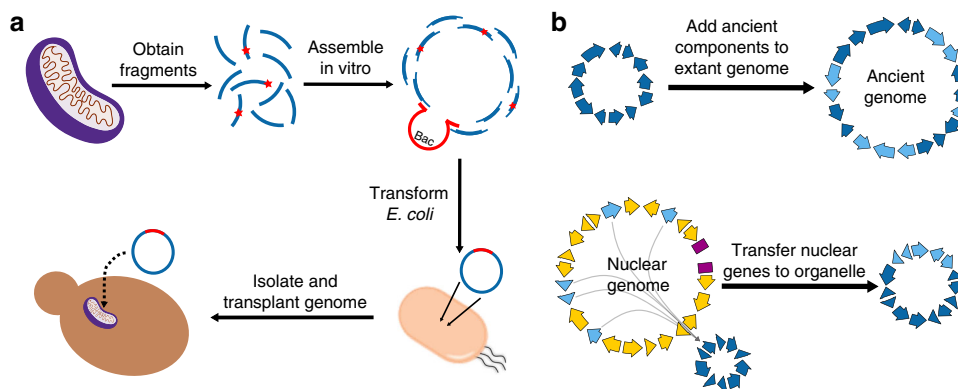 a
Obtain
fragments
Assemble
in vitro
Bac
Transform
E. coli
Isolate and
transplant genome
b
Add ancient
components to
extant genome
Ancient
genome
Nuclear
genome
Transfer nuclear
genes to organelle